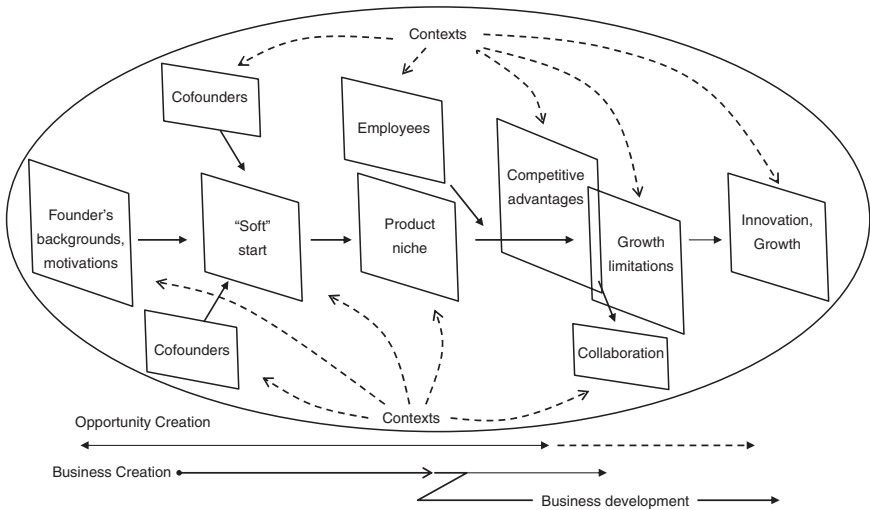 Contexts
Cofounders
Employees
Competitive
advantages
Founder’s
backgrounds,
motivations
“Soft”
start
Product
niche
Growth
limitations
Innovation,
Growth
Cofounders
Collaboration
Contexts
Opportunity Creation
Business Creation
Business development